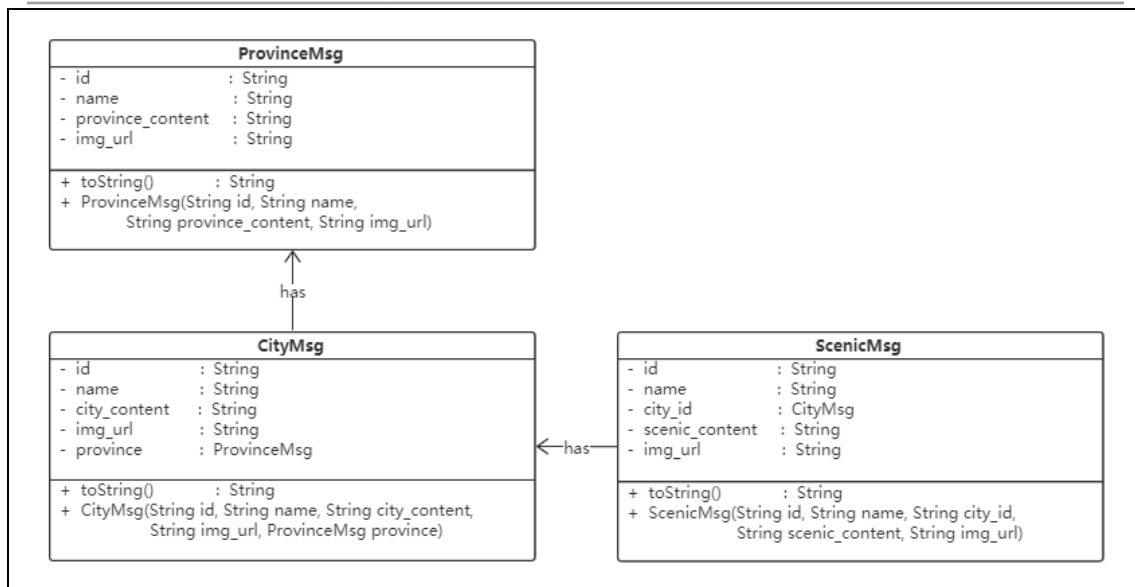 ProvinceMsg
- id : String
- name : String
- province_content : String
- img_url : String
+ toString() : String
+ ProvinceMsg(String id, String name,
String province_content, String img_url)
has
CityMsg
- id : String
- name : String
- city_content : String
- img_url : String
- province : ProvinceMsg
+ toString() : String
+ CityMsg(String id, String name, String city_content,
String img_url, ProvinceMsg province)
has
ScenicMsg
- id : String
- name : String
- city_id : CityMsg
- scenic_content : String
- img_url : String
+ toString() : String
+ ScenicMsg(String id, String name, String city_id,
String scenic_content, String img_url)